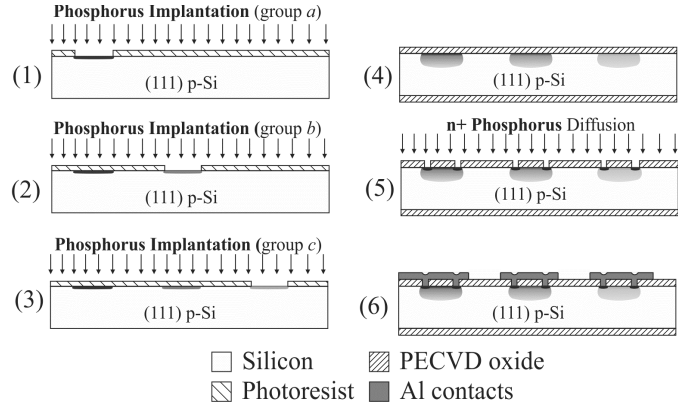 Phosphorus Implantation (group a)
(1)
(111) p-Si
Phosphorus Implantation (group b)
(2)
(111) p-Si
Phosphorus Implantation (group c)
(3)
(111) p-Si
(4)
(111) p-Si
n+ Phosphorus Diffusion
(5)
(111) p-Si
(6)
(111) p-Si
Silicon
PECVD oxide
Photoresist
Al contacts